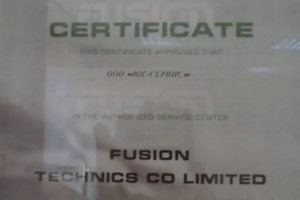 CERTIFICATE
THIS CERTIFICATE APPROVED THAT
ООО «ЮГ-СЕРВИС»
IS THE AUTHORIZED SERVICE CENTER
FUSION
TECHNICS CO LIMITED